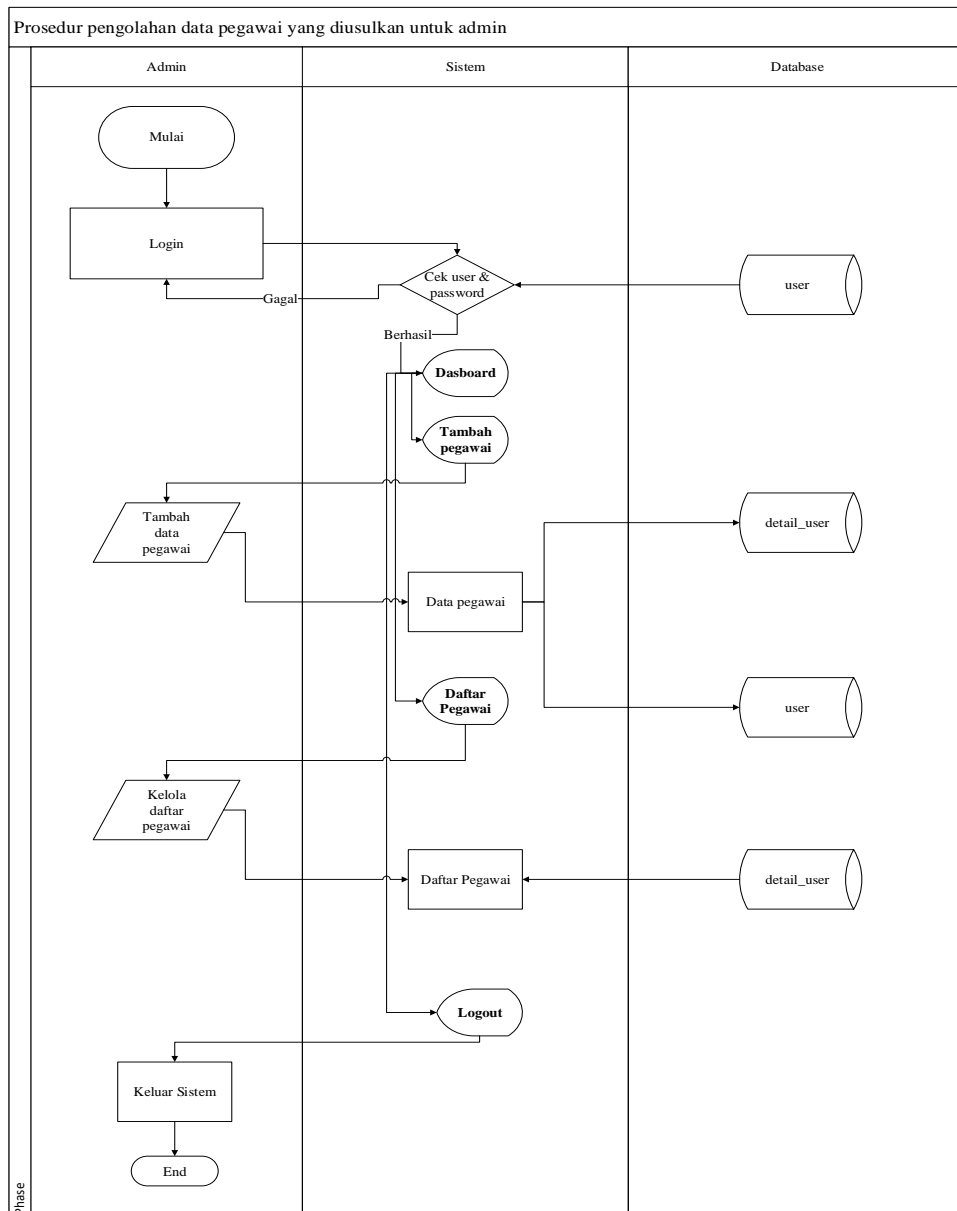 Prosedur pengolahan data pegawai yang diusulkan untuk admin
Admin
Sistem
Database
Mulai
Login
Cek user &
password
user
Gagal
Berhasil
Dasboard
Tambah
pegawai
Tambah
data
pegawai
detail_user
Data pegawai
Daftar
Pegawai
user
Kelola
daftar
pegawai
Daftar Pegawai
detail_user
Logout
Keluar Sistem
End
Phase